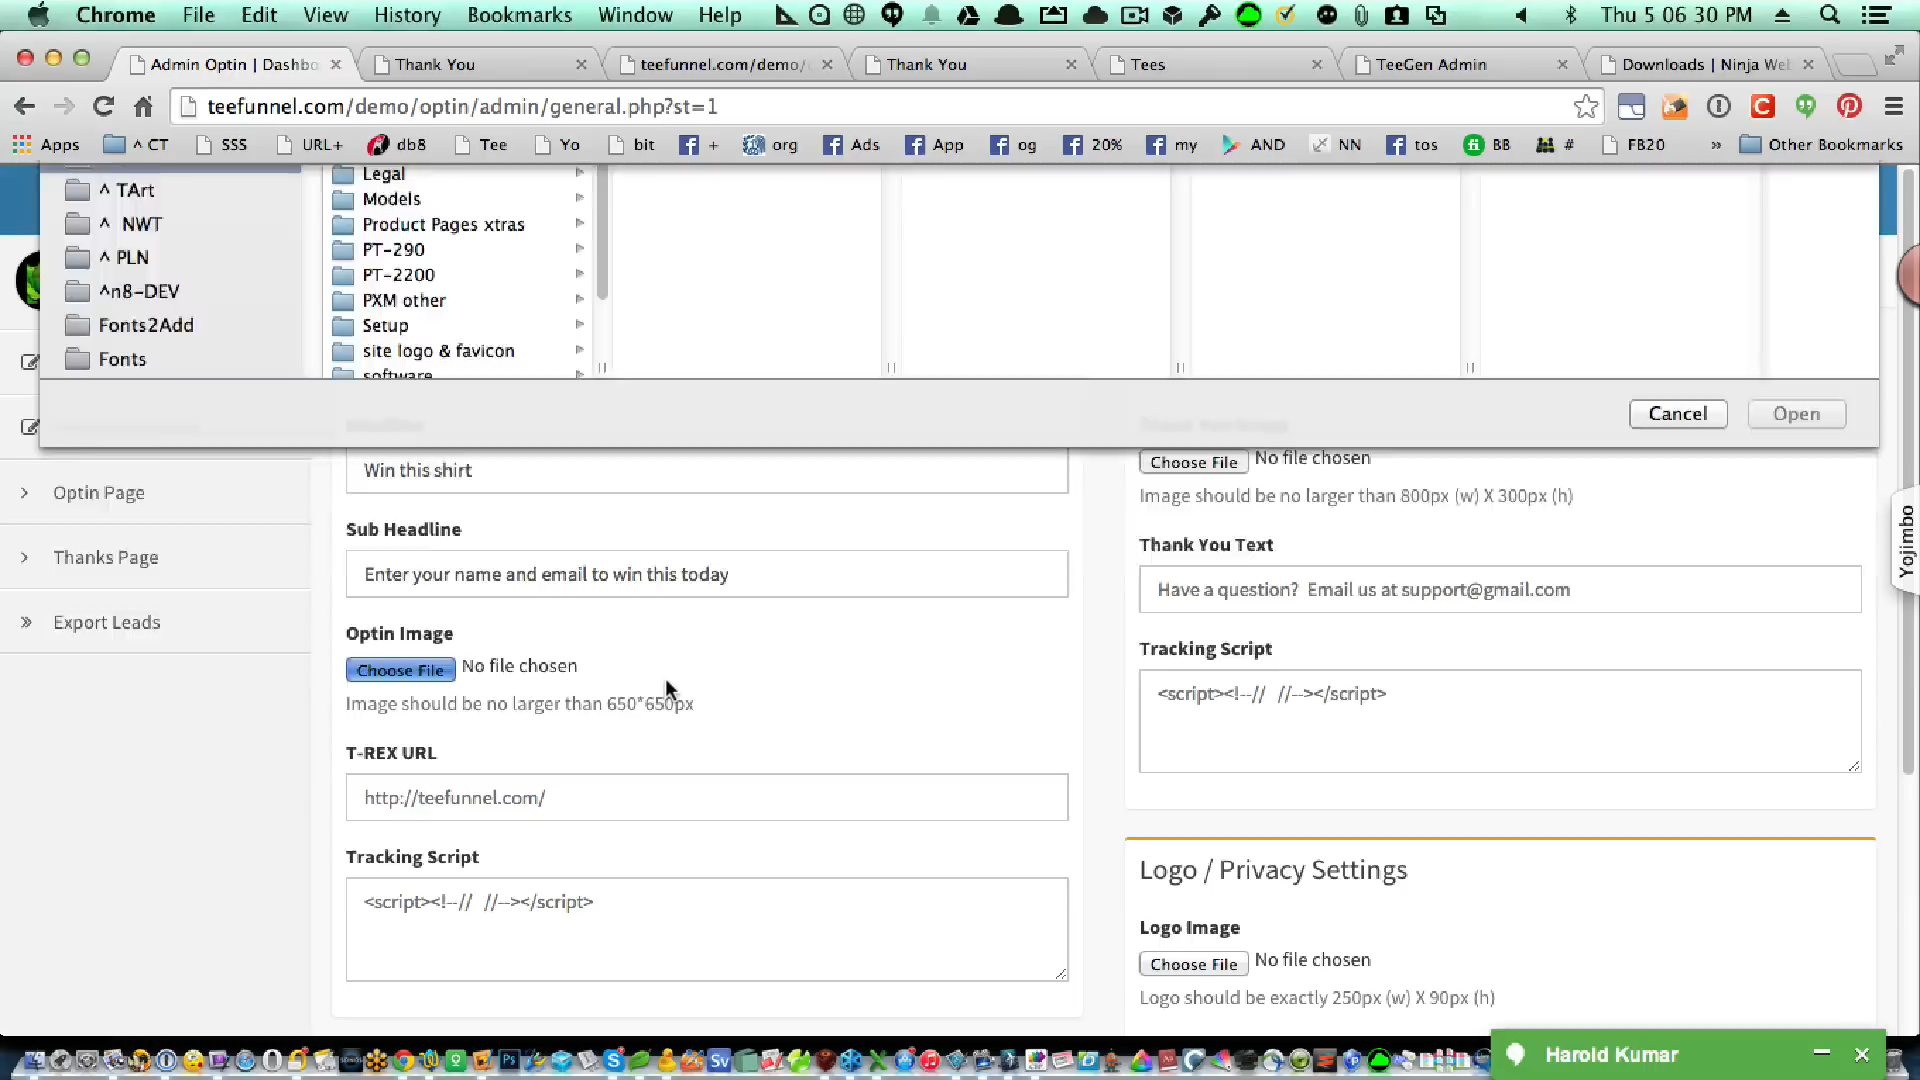 Chrome File Edit View History Bookmarks Window Help Thu 5 06 30 PM
Admin Optin | Dashbo Thank You teefunnel.com/demo/ Thank You Tees TeeGen Admin Downloads | Ninja We
teefunnel.com/demo/optin/admin/general.php?st=1
Apps ^ CT SSS URL+ db8 Tee Yo bit + org Ads App og 20% my AND NN tos BB # FB20 » Other Bookmarks
^ TArt
^ NWT
^ PLN
^n8-DEV
Fonts2Add
Fonts
Legal
Models
Product Pages xtras
PT-290
PT-2200
PXM other
Setup
site logo & favicon
software
Cancel Open
Optin Page
Thanks Page
Export Leads
Win this shirt
Sub Headline
Enter your name and email to win this today
Optin Image
Choose File No file chosen
Image should be no larger than 650*650px
T-REX URL
http://teefunnel.com/
Tracking Script
<script><!--// //--></script>
Choose File No file chosen
Image should be no larger than 800px (w) X 300px (h)
Thank You Text
Have a question? Email us at support@gmail.com
Tracking Script
<script><!--// //--></script>
Logo / Privacy Settings
Logo Image
Choose File No file chosen
Logo should be exactly 250px (w) X 90px (h)
Yojimbo
Harold Kumar